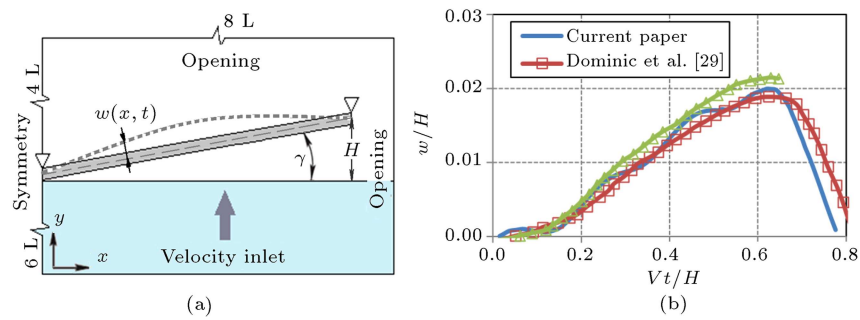 8 L
Opening
4 L
w(x, t)
Symmetry
γ
H
Opening
y
x
Velocity inlet
6 L
(a)
0.03
0.02
0.01
0.00
w/H
Current paper
Dominic et al. [29]
0.0
0.2
0.4
0.6
0.8
Vt/H
(b)